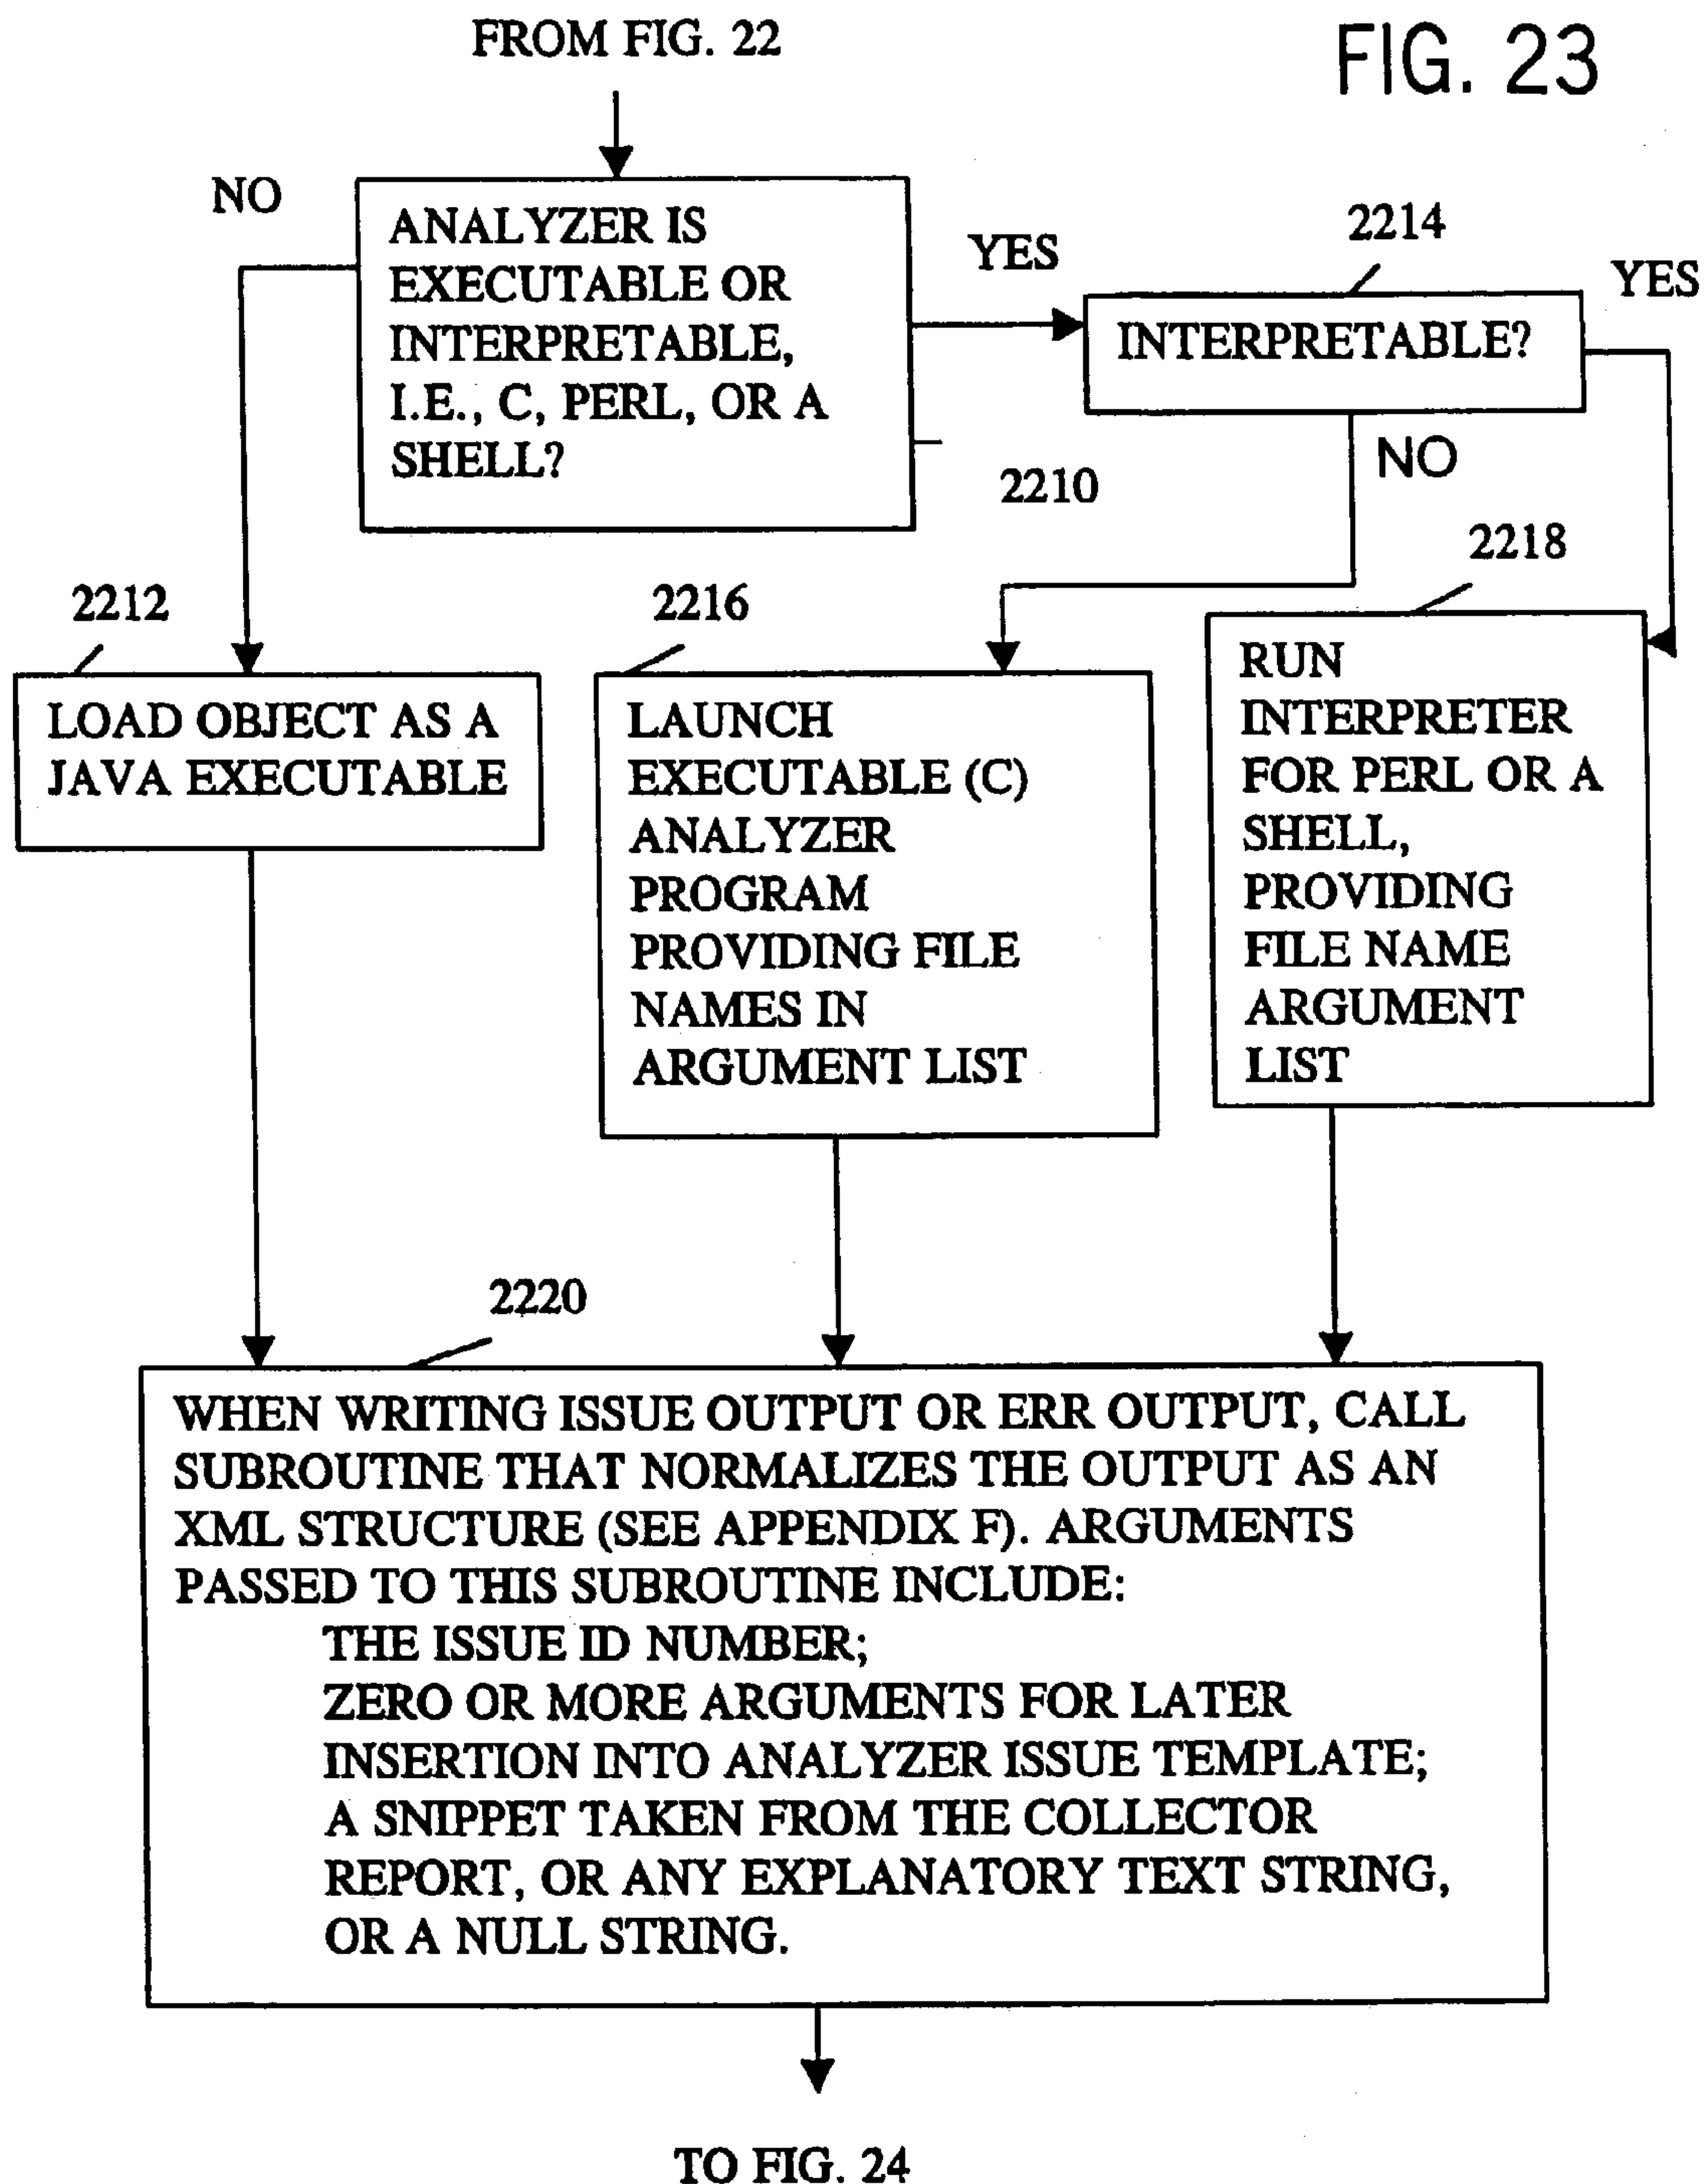 FROM FIG. 22
FIG. 23
NO
ANALYZER IS
EXECUTABLE OR
INTERPRETABLE,
I.E., C, PERL, OR A
SHELL?
YES
2214
YES
INTERPRETABLE?
2210
NO
2212
2216
2218
LOAD OBJECT AS A
JAVA EXECUTABLE
LAUNCH
EXECUTABLE (C)
ANALYZER
PROGRAM
PROVIDING FILE
NAMES IN
ARGUMENT LIST
RUN
INTERPRETER
FOR PERL OR A
SHELL,
PROVIDING
FILE NAME
ARGUMENT
LIST
2220
WHEN WRITING ISSUE OUTPUT OR ERR OUTPUT, CALL
SUBROUTINE THAT NORMALIZES THE OUTPUT AS AN
XML STRUCTURE (SEE APPENDIX F). ARGUMENTS
PASSED TO THIS SUBROUTINE INCLUDE:
THE ISSUE ID NUMBER;
ZERO OR MORE ARGUMENTS FOR LATER
INSERTION INTO ANALYZER ISSUE TEMPLATE;
A SNIPPET TAKEN FROM THE COLLECTOR
REPORT, OR ANY EXPLANATORY TEXT STRING,
OR A NULL STRING.
TO FIG. 24